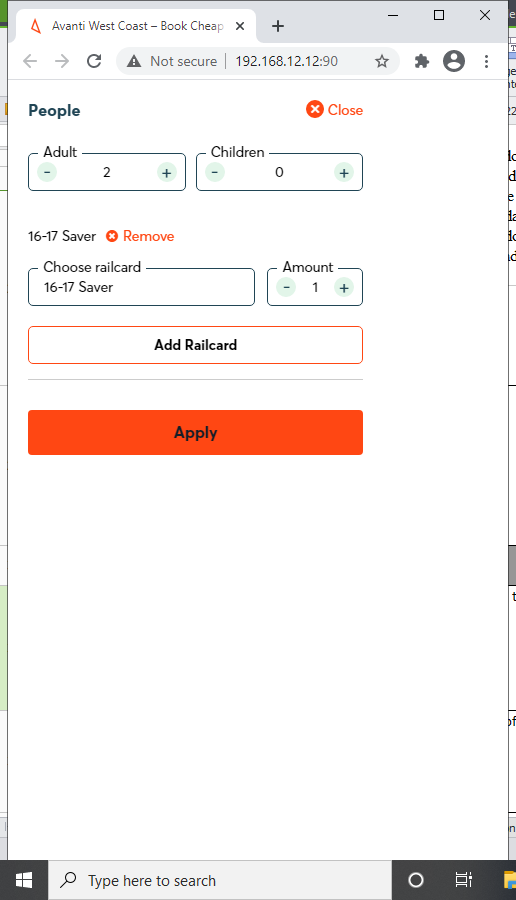 Avanti West Coast – Book Cheap
Not secure 192.168.12.12:90
People Close
Adult Children
- 2 + - 0 +
16-17 Saver Remove
Choose railcard Amount
16-17 Saver - 1 +
Add Railcard
Apply
Type here to search